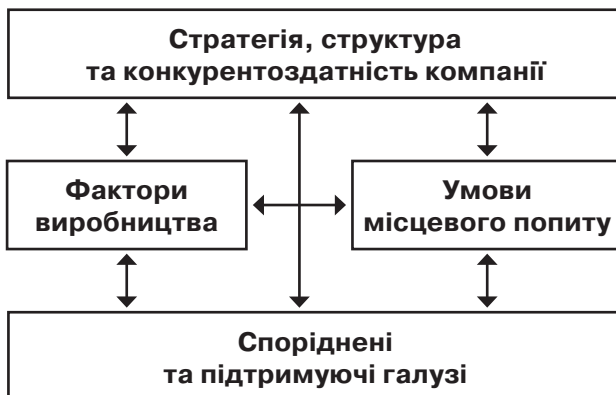 Стратегія, структура
та конкурентоздатність компанії
Фактори
виробництва
Умови
місцевого попиту
Споріднені
та підтримуючі галузі